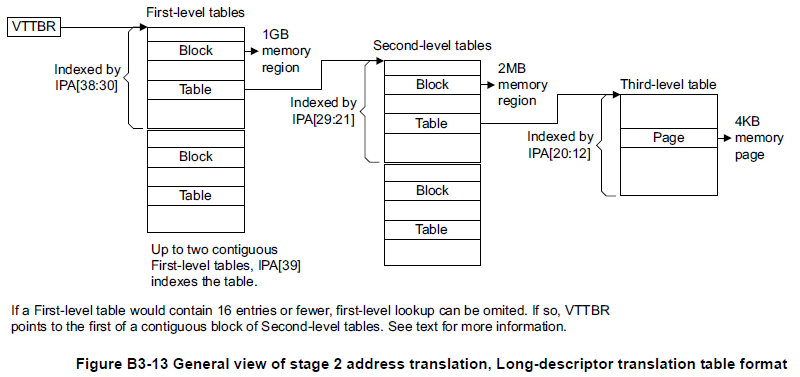 First-level tables
VTTBR
Block
1GB
memory
region
Indexed by
IPA[38:30]
Table
Block
Table
Up to two contiguous
First-level tables, IPA[39]
indexes the table.
Second-level tables
Block
2MB
memory
region
Indexed by
IPA[29:21]
Table
Block
Table
Third-level table
Indexed by
IPA[20:12]
Page
4KB
memory
page
If a First-level table would contain 16 entries or fewer, first-level lookup can be omitted. If so, VTTBR
points to the first of a contiguous block of Second-level tables. See text for more information.
Figure B3-13 General view of stage 2 address translation, Long-descriptor translation table format